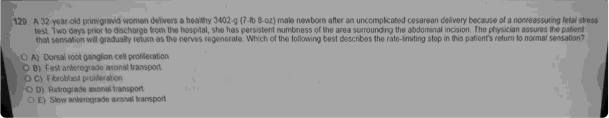 129. A 32-year-old primigravid woman delivers a healthy 3402-g (7-lb 8-oz) male newborn after an uncomplicated cesarean delivery because of a nonreassuring fetal stress
test. Two days prior to discharge from the hospital, she has persistent numbness of the area surrounding the abdominal incision. The physician assures the patient
that sensation will gradually return as the nerves regenerate. Which of the following best describes the rate-limiting step in this patient's return to normal sensation?
A) Dorsal root ganglion cell proliferation
B) Fast anterograde axonal transport
C) Fibroblast proliferation
D) Retrograde axonal transport
E) Slow anterograde axonal transport